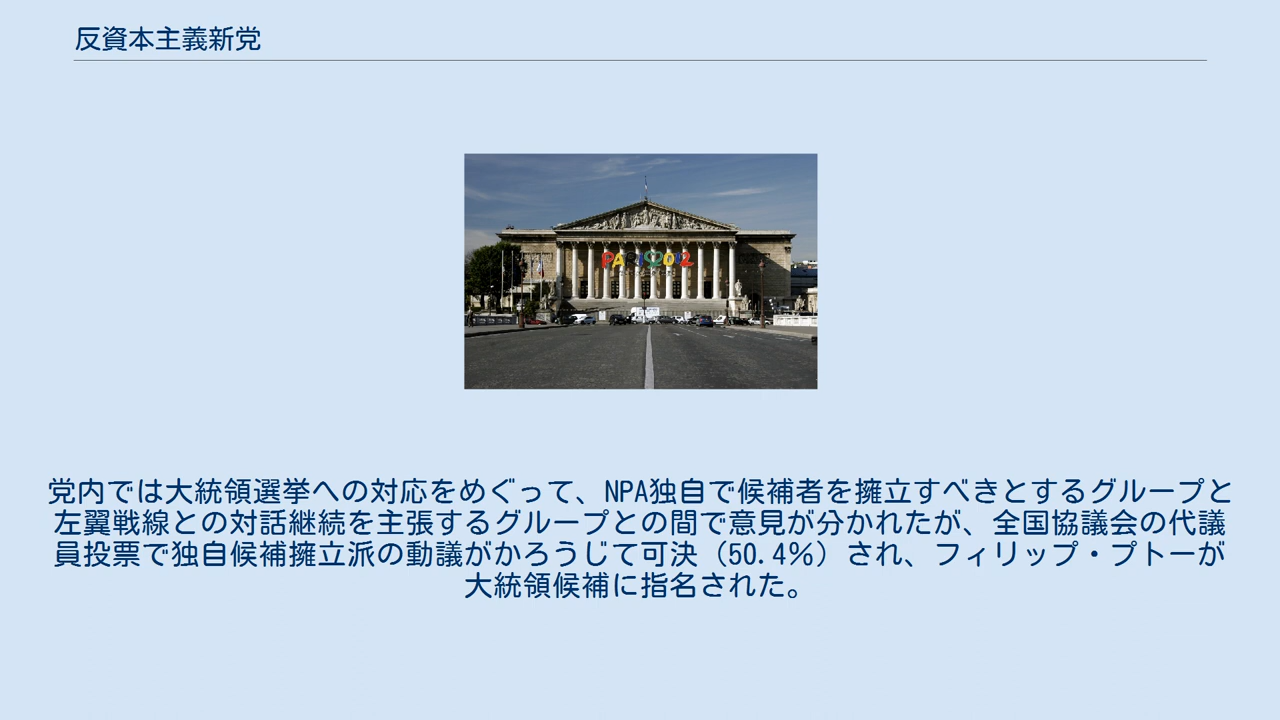 反資本主義新党
PARIS2012
党内では大統領選挙への対応をめぐって、NPA独自で候補者を擁立すべきとするグループと
左翼戦線との対話継続を主張するグループとの間で意見が分かれたが、全国協議会の代議
員投票で独自候補擁立派の動議がかろうじて可決（50.4%）され、フィリップ・プトーが
大統領候補に指名された。